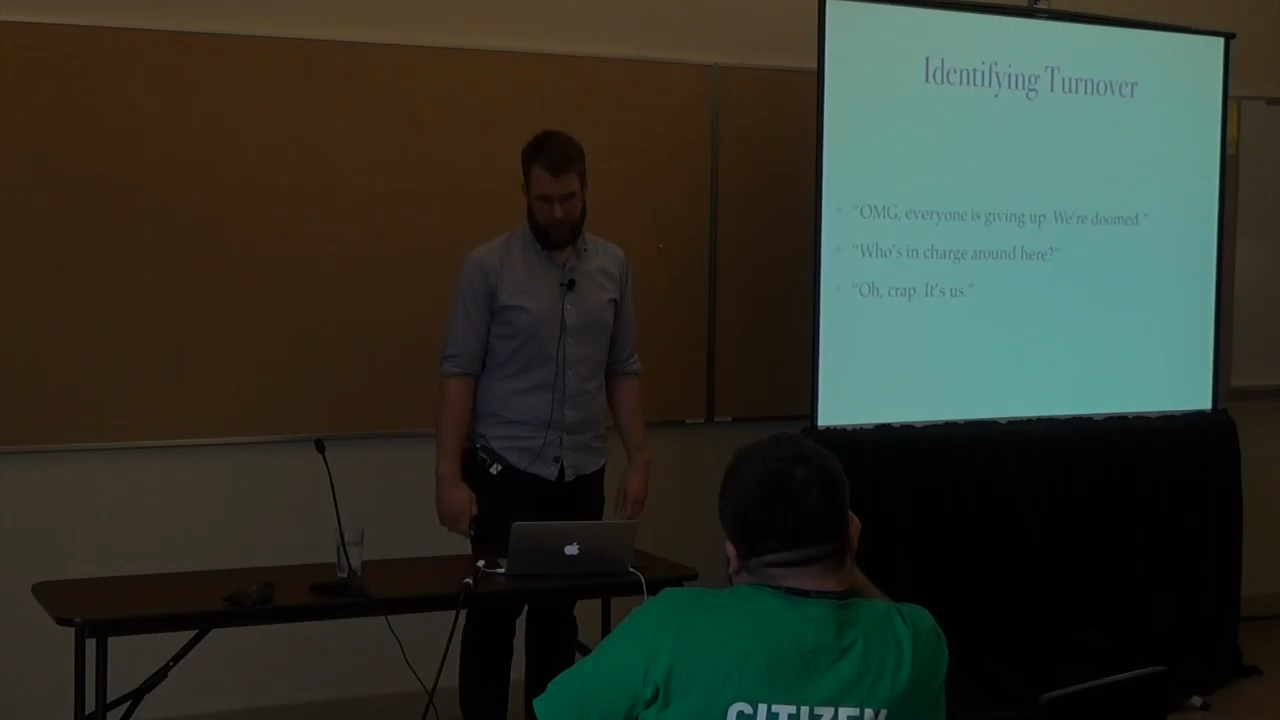 Identifying Turnover
“OMG, everyone is giving up. We're doomed.”
“Who's in charge around here?”
“Oh, crap. It's us.”
CITIZEN